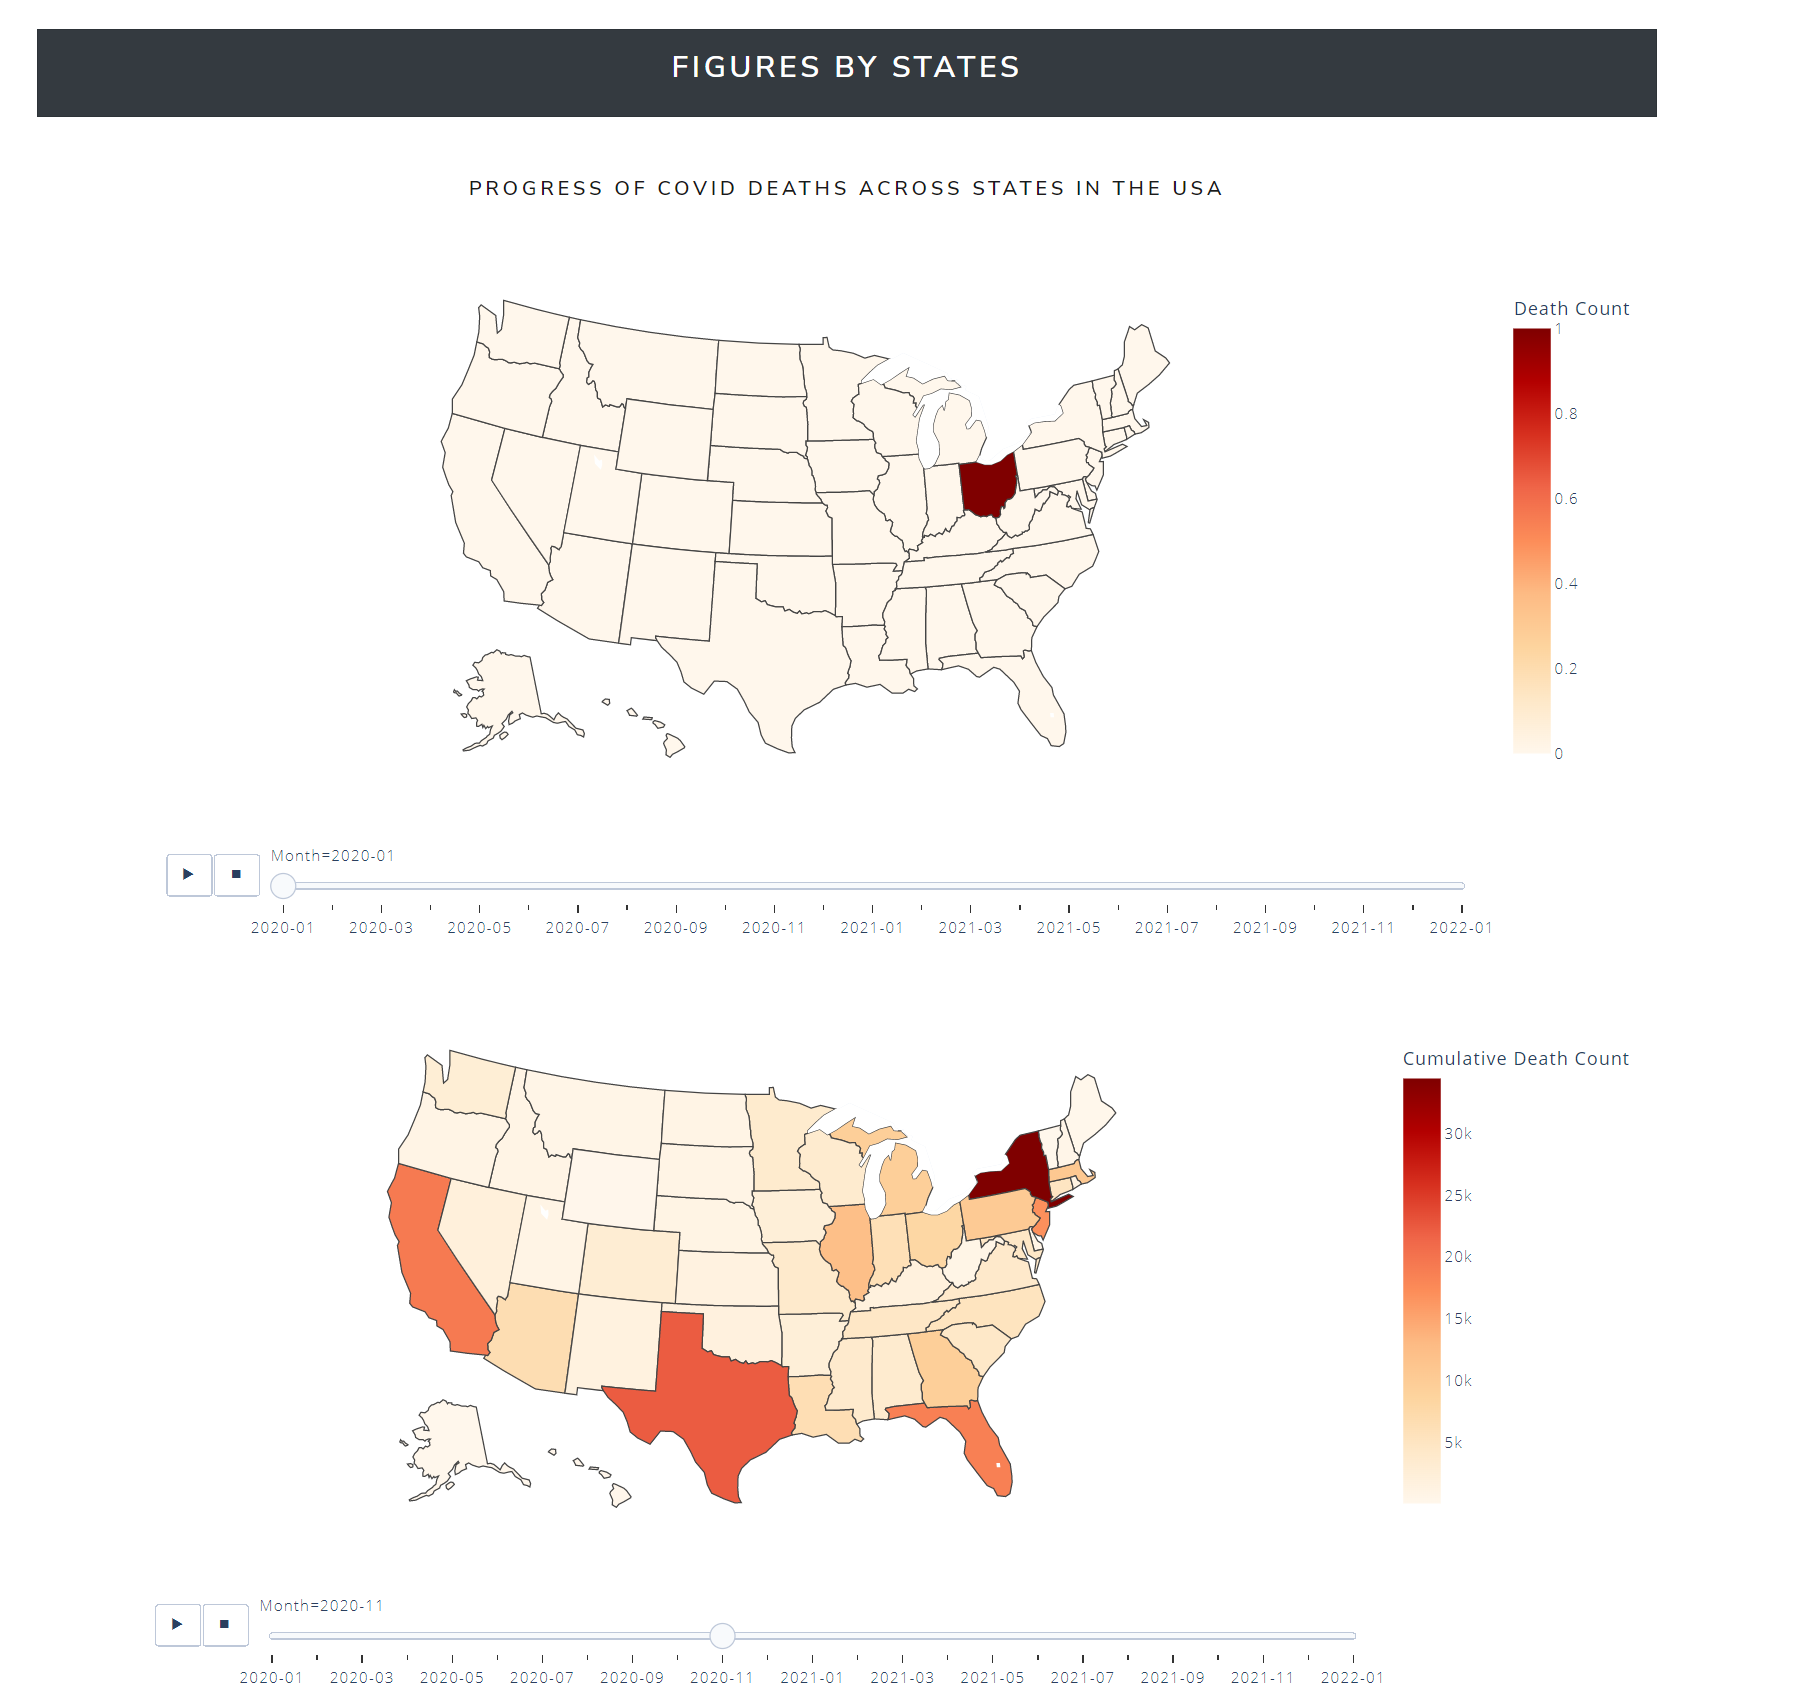 FIGURES BY STATES
PROGRESS OF COVID DEATHS ACROSS STATES IN THE USA
Death Count
1
0.8
0.6
0.4
0.2
0
Month=2020-01
2020-01 2020-03 2020-05 2020-07 2020-09 2020-11 2021-01 2021-03 2021-05 2021-07 2021-09 2021-11 2022-01
Cumulative Death Count
30k
25k
20k
15k
10k
5k
Month=2020-11
2020-01 2020-03 2020-05 2020-07 2020-09 2020-11 2021-01 2021-03 2021-05 2021-07 2021-09 2021-11 2022-01